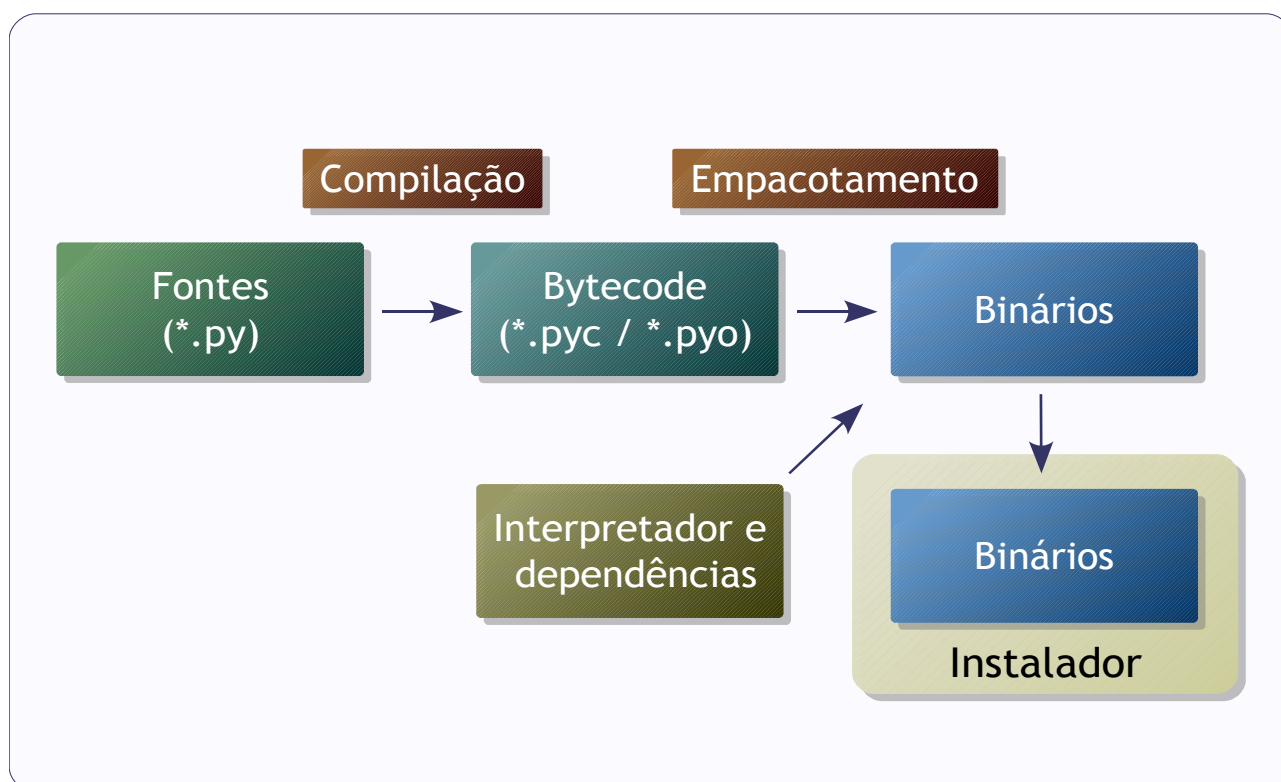 Compilação
Empacotamento
Fontes
(*.py)
Bytecode
(*.pyc / *.pyo)
Binários
Interpretador e
dependências
Binários
Instalador